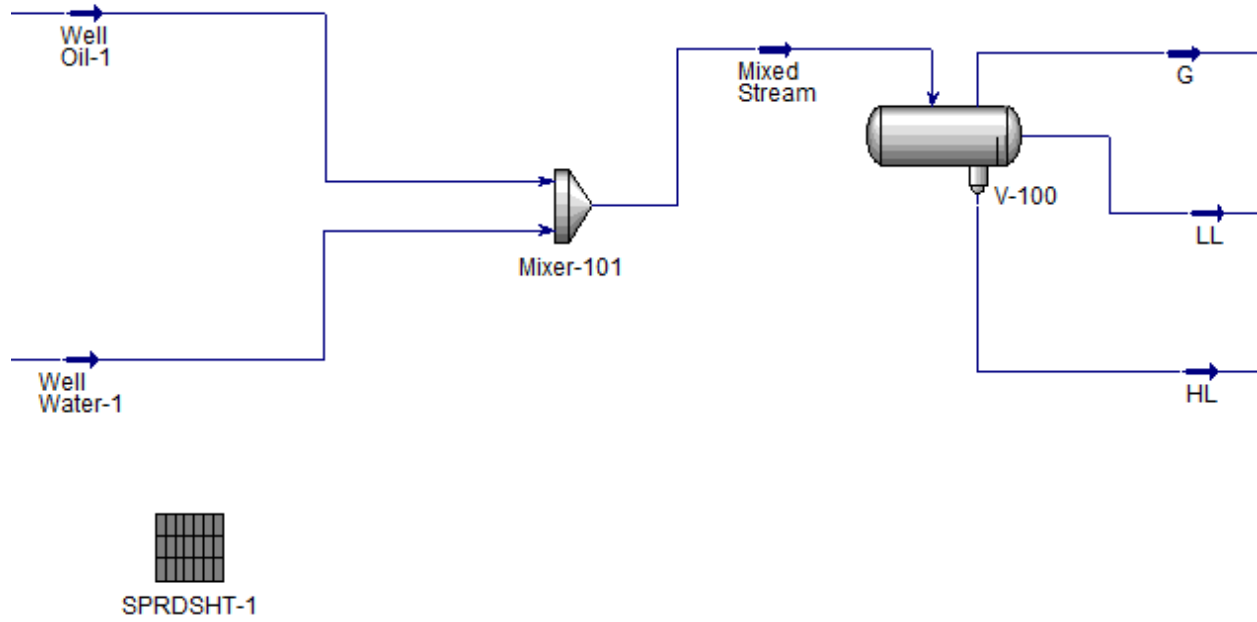 Well
Oil-1
Mixed
Stream
G
V-100
LL
Mixer-101
Well
Water-1
HL
SPRDSHT-1